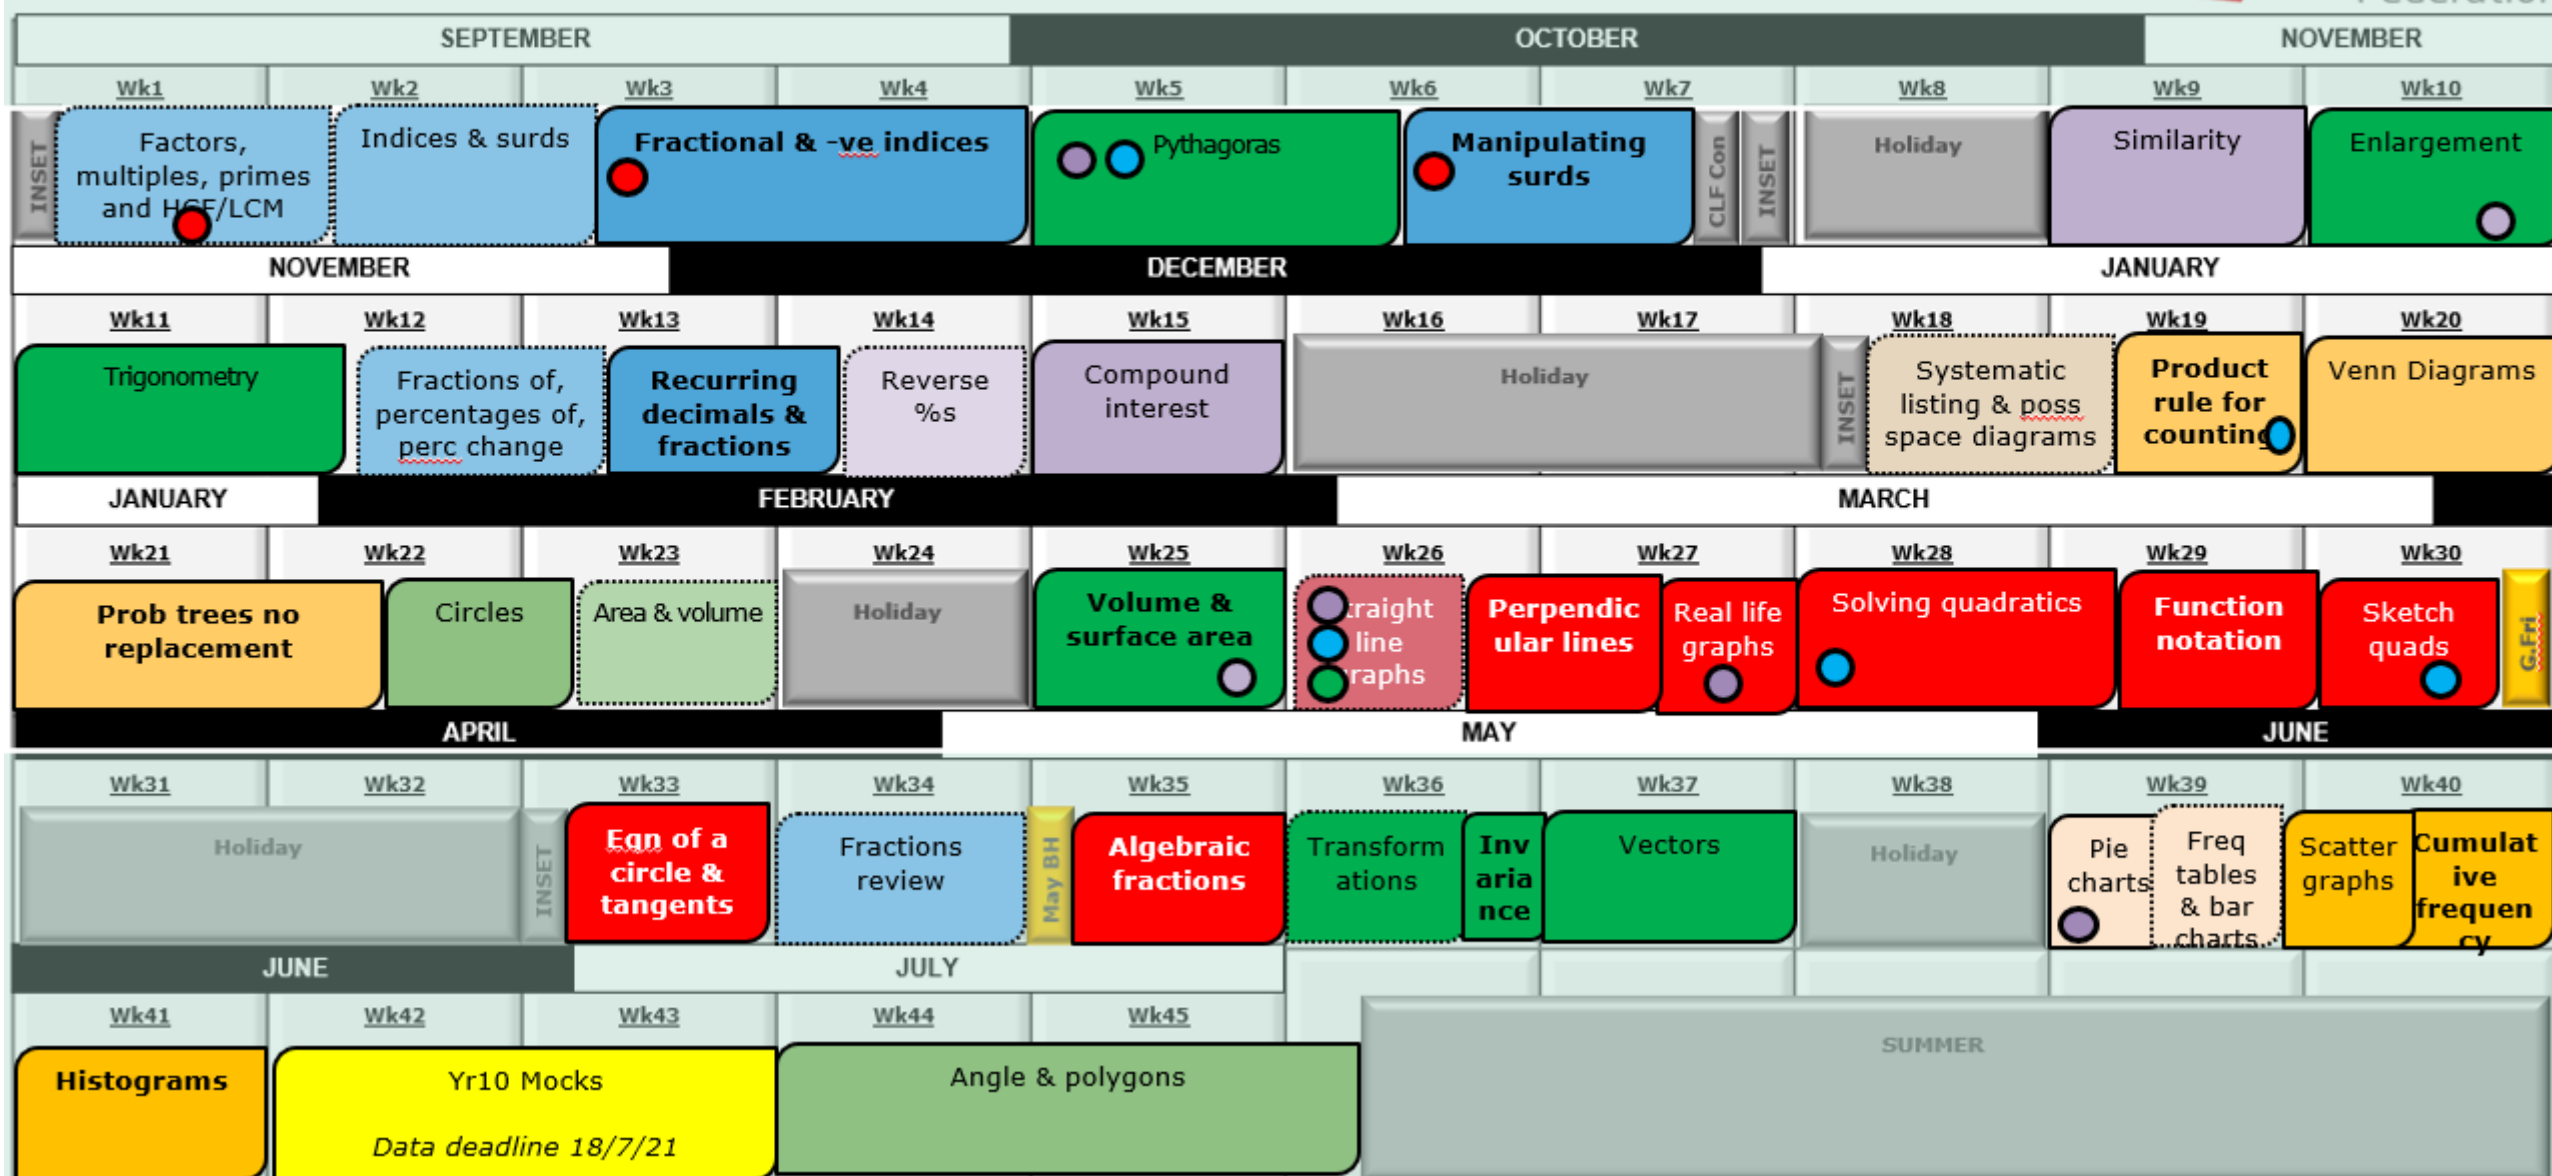 Federation
SEPTEMBER OCTOBER NOVEMBER
Wk1 Wk2 Wk3 Wk4 Wk5 Wk6 Wk7 Wk8 Wk9 Wk10
INSET
Factors,
multiples, primes
and HCF/LCM
Indices & surds
Fractional & -ve indices
Pythagoras
Manipulating
surds
CLF Con
INSET
Holiday
Similarity
Enlargement
NOVEMBER DECEMBER JANUARY
Wk11 Wk12 Wk13 Wk14 Wk15 Wk16 Wk17 Wk18 Wk19 Wk20
Trigonometry
Fractions of,
percentages of,
perc change
Recurring
decimals &
fractions
Reverse
%s
Compound
interest
Holiday
INSET
Systematic
listing & poss
space diagrams
Product
rule for
counting
Venn Diagrams
JANUARY FEBRUARY MARCH
Wk21 Wk22 Wk23 Wk24 Wk25 Wk26 Wk27 Wk28 Wk29 Wk30
Prob trees no
replacement
Circles
Area & volume
Holiday
Volume &
surface area
traight
line
raphs
Perpendic
ular lines
Real life
graphs
Solving quadratics
Function
notation
Sketch
quads
G.Fri
APRIL MAY JUNE
Wk31 Wk32 Wk33 Wk34 Wk35 Wk36 Wk37 Wk38 Wk39 Wk40
Holiday
INSET
Eqn of a
circle &
tangents
Fractions
review
May BH
Algebraic
fractions
Transform
ations
Inv
aria
nce
Vectors
Holiday
Pie
charts
Freq
tables
& bar
charts
Scatter
graphs
Cumulat
ive
frequen
cy
JUNE JULY
Wk41 Wk42 Wk43 Wk44 Wk45
Histograms
Yr10 Mocks
Data deadline 18/7/21
Angle & polygons
SUMMER